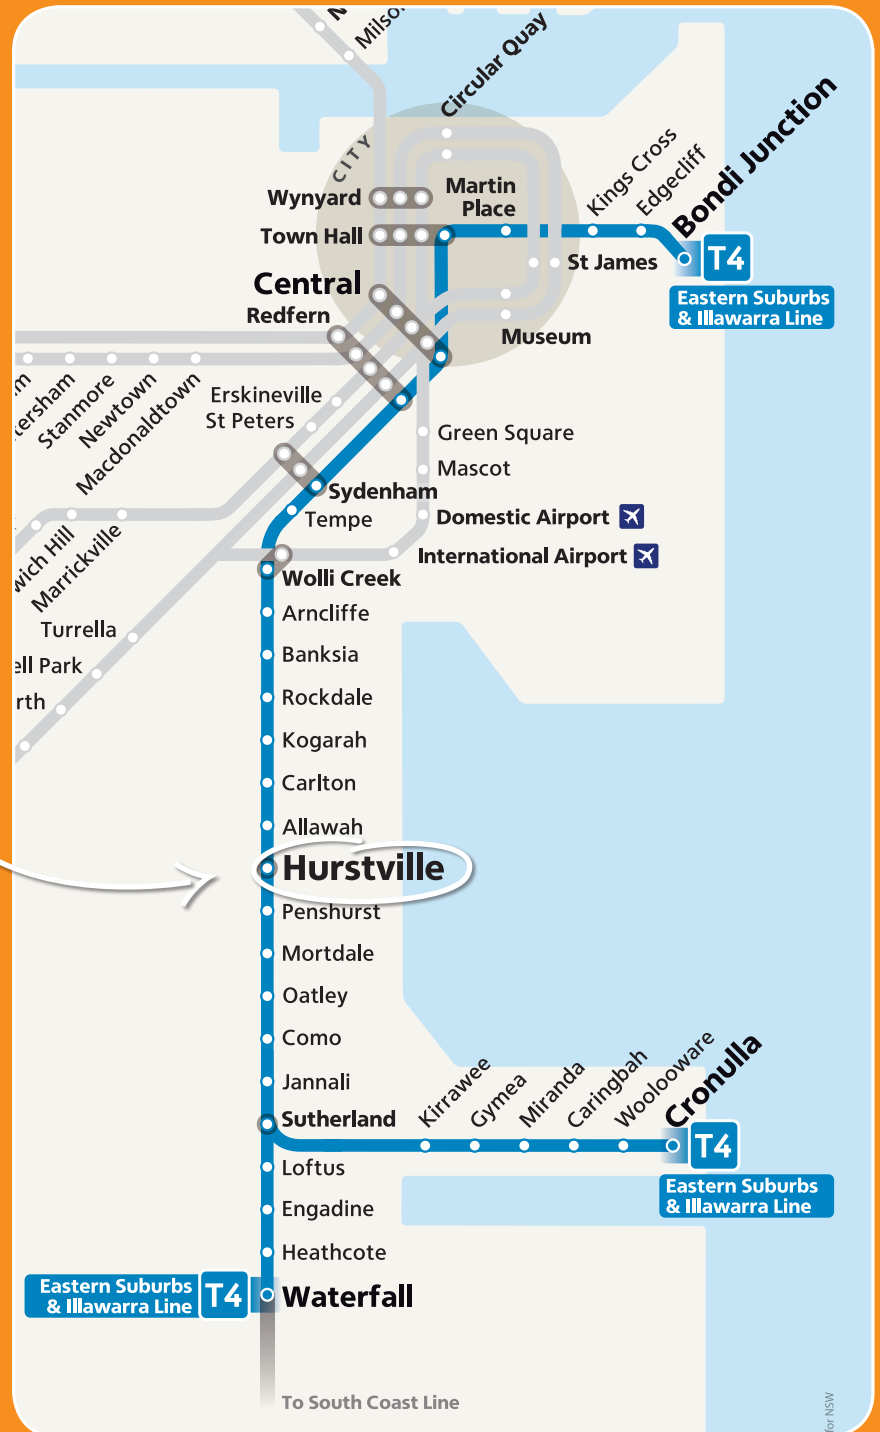 Circular Quay
CITY
Bondi Junction
Kings Cross
Edgecliff
Wynyard
Martin
Place
Town Hall
T4
St James
Central
Eastern Suburbs
& Illawarra Line
Redfern
Museum
Stanmore
Newtown
Macdonaldtown
Erskineville
St Peters
Green Square
Mascot
Sydenham
Tempe
Domestic Airport
Marrickville
International Airport
Wolli Creek
Arncliffe
Turrella
Banksia
Rockdale
Kogarah
Carlton
Allawah
Hurstville
Penshurst
Mortdale
Oatley
Como
Jannali
Sutherland
Kirrawee
Gymea
Miranda
Caringbah
Woolooware
Cronulla
T4
Eastern Suburbs
& Illawarra Line
Loftus
Engadine
Heathcote
Eastern Suburbs
& Illawarra Line
T4
Waterfall
To South Coast Line
for NSW